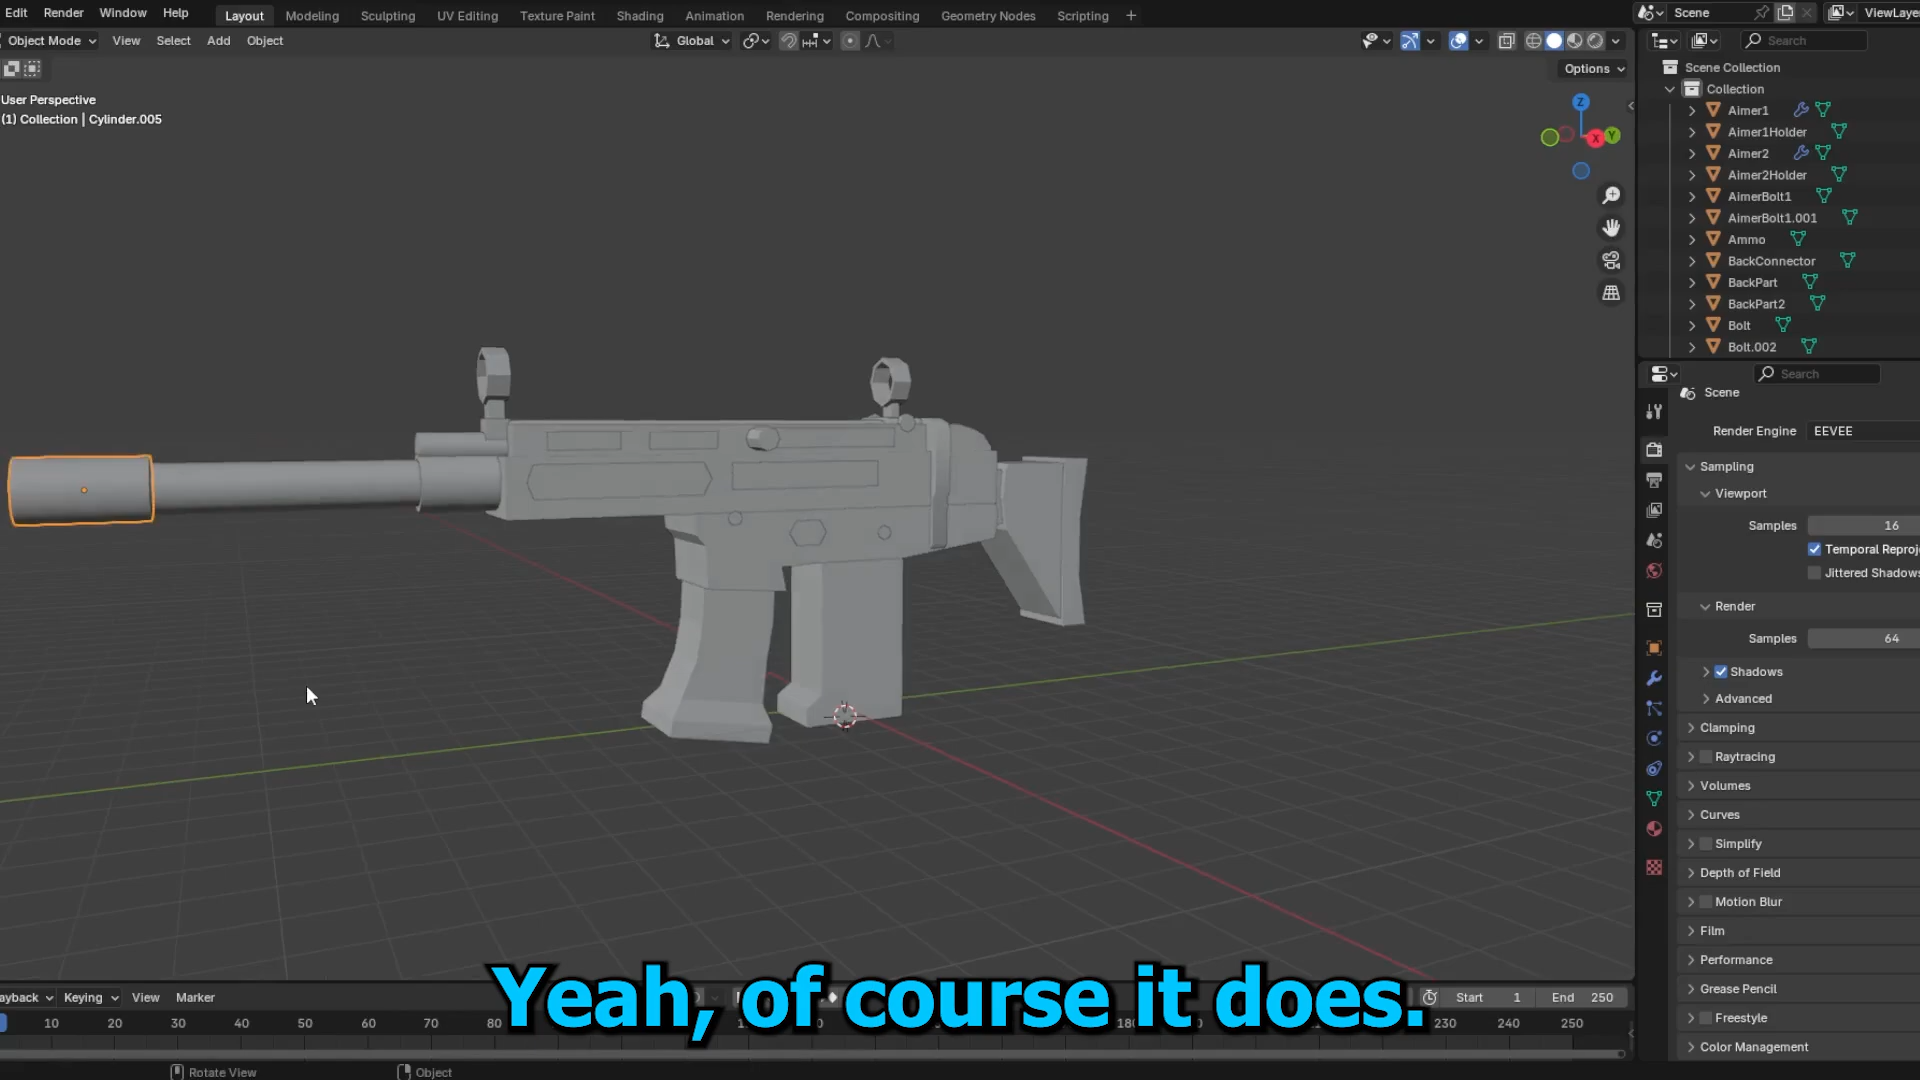 Edit Render Window Help Layout Modeling Sculpting UV Editing Texture Paint Shading Animation Rendering Compositing Geometry Nodes Scripting + Scene ViewLayer
Object Mode View Select Add Object Global Search
Options
User Perspective
(1) Collection | Cylinder.005
Z
X
Y
Scene Collection
Collection
Aimer1
Aimer1Holder
Aimer2
Aimer2Holder
AimerBolt1
AimerBolt1.001
Ammo
BackConnector
BackPart
BackPart2
Bolt
Bolt.002
Search
Scene
Render Engine EEVEE
Sampling
Viewport
Samples 16
Temporal Reproje
Jittered Shadows
Render
Samples 64
Shadows
Advanced
Clamping
Raytracing
Volumes
Curves
Simplify
Depth of Field
Motion Blur
Film
Performance
Grease Pencil
Freestyle
Color Management
Yeah, of course it does.
ayback Keying View Marker Start 1 End 250
10 20 30 40 50 60 70 80 230 240 250
Rotate View Object